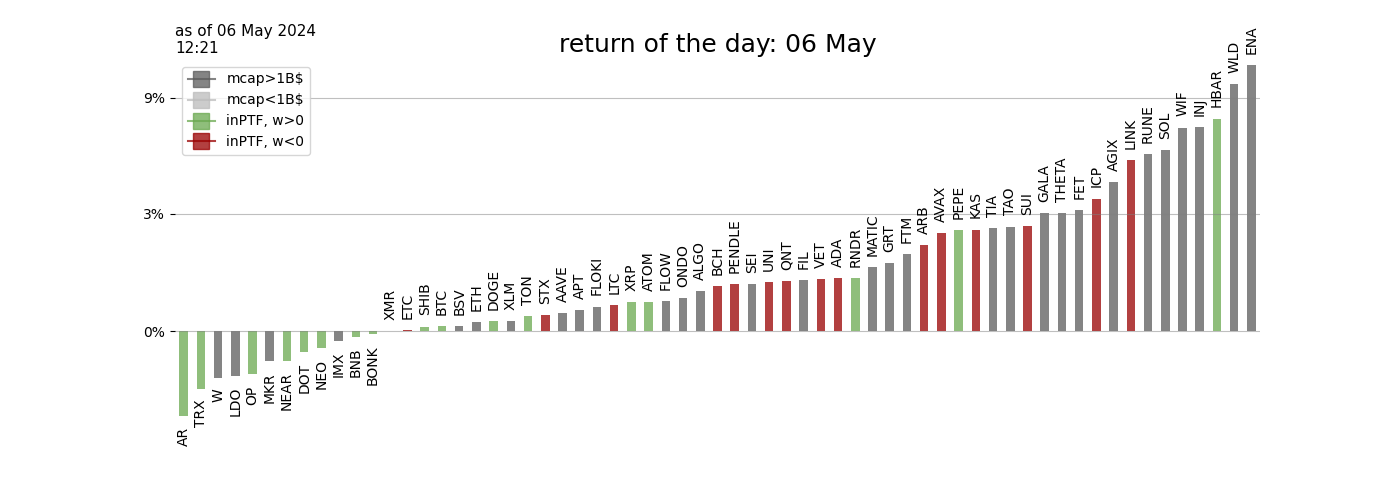 as of 06 May 2024
12:21
return of the day: 06 May
mcap>1B$
mcap<1B$
inPTF, w>0
inPTF, w<0
9%
3%
0%
AR
TRX
W
LDO
OP
MKR
NEAR
DOT
NEO
IMX
BNB
BONK
XMR
ETC
SHIB
BTC
BSV
ETH
DOGE
XLM
TON
STX
AAVE
APT
FLOKI
LTC
XRP
ATOM
FLOW
ONDO
ALGO
BCH
PENDLE
SEI
UNI
QNT
FIL
VET
ADA
RNDR
MATIC
GRT
FTM
ARB
AVAX
PEPE
KAS
TIA
TAO
SUI
GALA
THETA
FET
ICP
AGIX
LINK
RUNE
SOL
WIF
INJ
HBAR
WLD
ENA